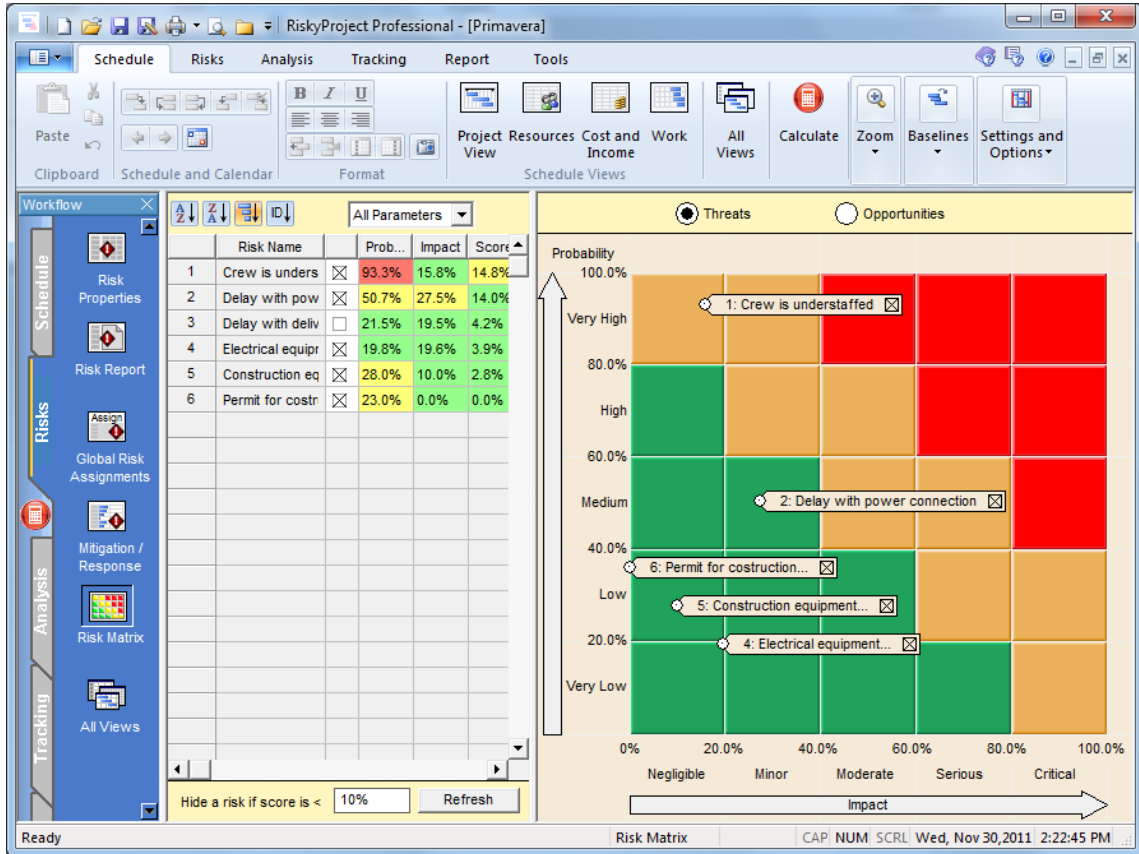 RiskyProject Professional - [Primavera]
Schedule Risks Analysis Tracking Report Tools
B I U
Paste
Project View
Resources
Cost and Income
Work
All Views
Calculate
Zoom
Baselines
Settings and Options
Clipboard
Schedule and Calendar
Format
Schedule Views
Workflow
Schedule
Risks
Analysis
Tracking
Risk Properties
Risk Report
Assign
Global Risk Assignments
Mitigation / Response
Risk Matrix
All Views
ID
All Parameters
Risk Name Prob... Impact Score
1 Crew is unders 93.3% 15.8% 14.8%
2 Delay with pow 50.7% 27.5% 14.0%
3 Delay with deliv 21.5% 19.5% 4.2%
4 Electrical equipr 19.8% 19.6% 3.9%
5 Construction eq 28.0% 10.0% 2.8%
6 Permit for costr 23.0% 0.0% 0.0%
Hide a risk if score is < 10% Refresh
Threats Opportunities
Probability
100.0%
1: Crew is understaffed
Very High
80.0%
High
60.0%
Medium
2: Delay with power connection
40.0%
6: Permit for costruction...
Low
5: Construction equipment...
20.0%
4: Electrical equipment...
Very Low
0% 20.0% 40.0% 60.0% 80.0% 100.0%
Negligible Minor Moderate Serious Critical
Impact
Ready Risk Matrix CAP NUM SCRL Wed, Nov 30,2011 2:22:45 PM